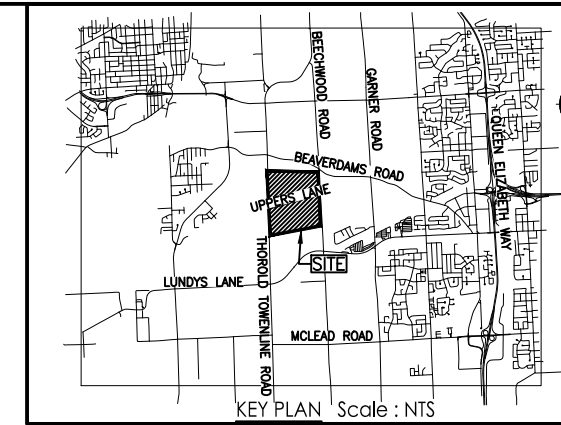 BEECHWOOD ROAD
GARNER ROAD
QUEEN ELIZABETH WAY
BEAVERDAMS ROAD
UPPERS LANE
SITE
THOROLD TOWENLINE ROAD
LUNDYS LANE
MCLEAD ROAD
KEY PLAN Scale : NTS